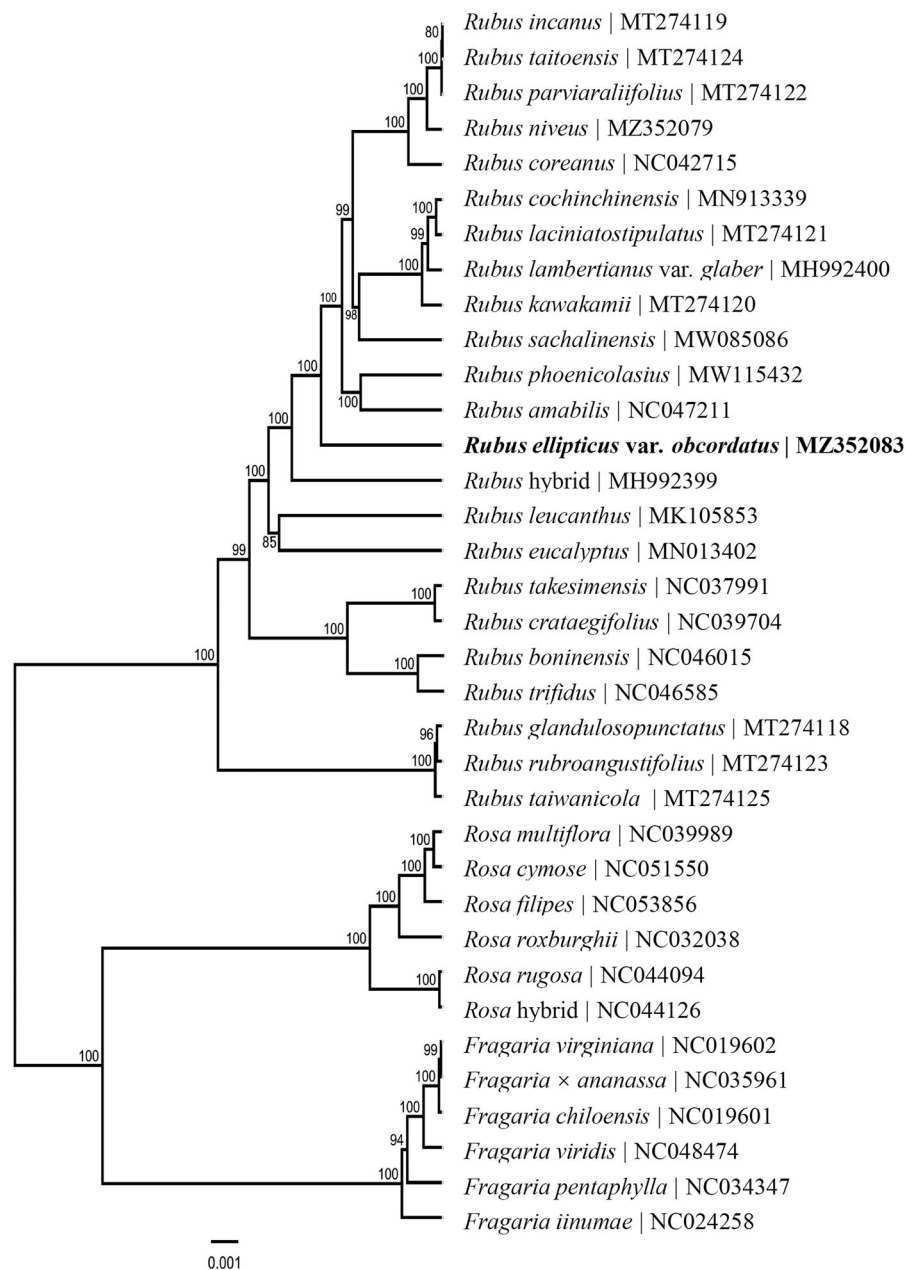 80
Rubus incanus | MT274119
100
Rubus taitoensis | MT274124
100
Rubus parviaraliifolius | MT274122
100
Rubus niveus | MZ352079
Rubus coreanus | NC042715
100
Rubus cochinchinensis | MN913339
99
99
Rubus laciniatostipulatus | MT274121
100
Rubus lambertianus var. glaber | MH992400
100
Rubus kawakamii | MT274120
98
Rubus sachalinensis | MW085086
100
Rubus phoenicolasius | MW115432
100
Rubus amabilis | NC047211
100
Rubus ellipticus var. obcordatus | MZ352083
100
Rubus hybrid | MH992399
Rubus leucanthus | MK105853
85
Rubus eucalyptus | MN013402
99
100
Rubus takesimensis | NC037991
100
Rubus crataegifolius | NC039704
100
Rubus boninensis | NC046015
100
Rubus trifidus | NC046585
96
Rubus glandulosopunctatus | MT274118
100
Rubus rubroangustifolius | MT274123
Rubus taiwanicola | MT274125
100
Rosa multiflora | NC039989
100
Rosa cymose | NC051550
100
Rosa filipes | NC053856
100
Rosa roxburghii | NC032038
100
Rosa rugosa | NC044094
Rosa hybrid | NC044126
99
Fragaria virginiana | NC019602
100
100
Fragaria × ananassa | NC035961
100
Fragaria chiloensis | NC019601
94
Fragaria viridis | NC048474
100
Fragaria pentaphylla | NC034347
Fragaria iinumae | NC024258
0.001